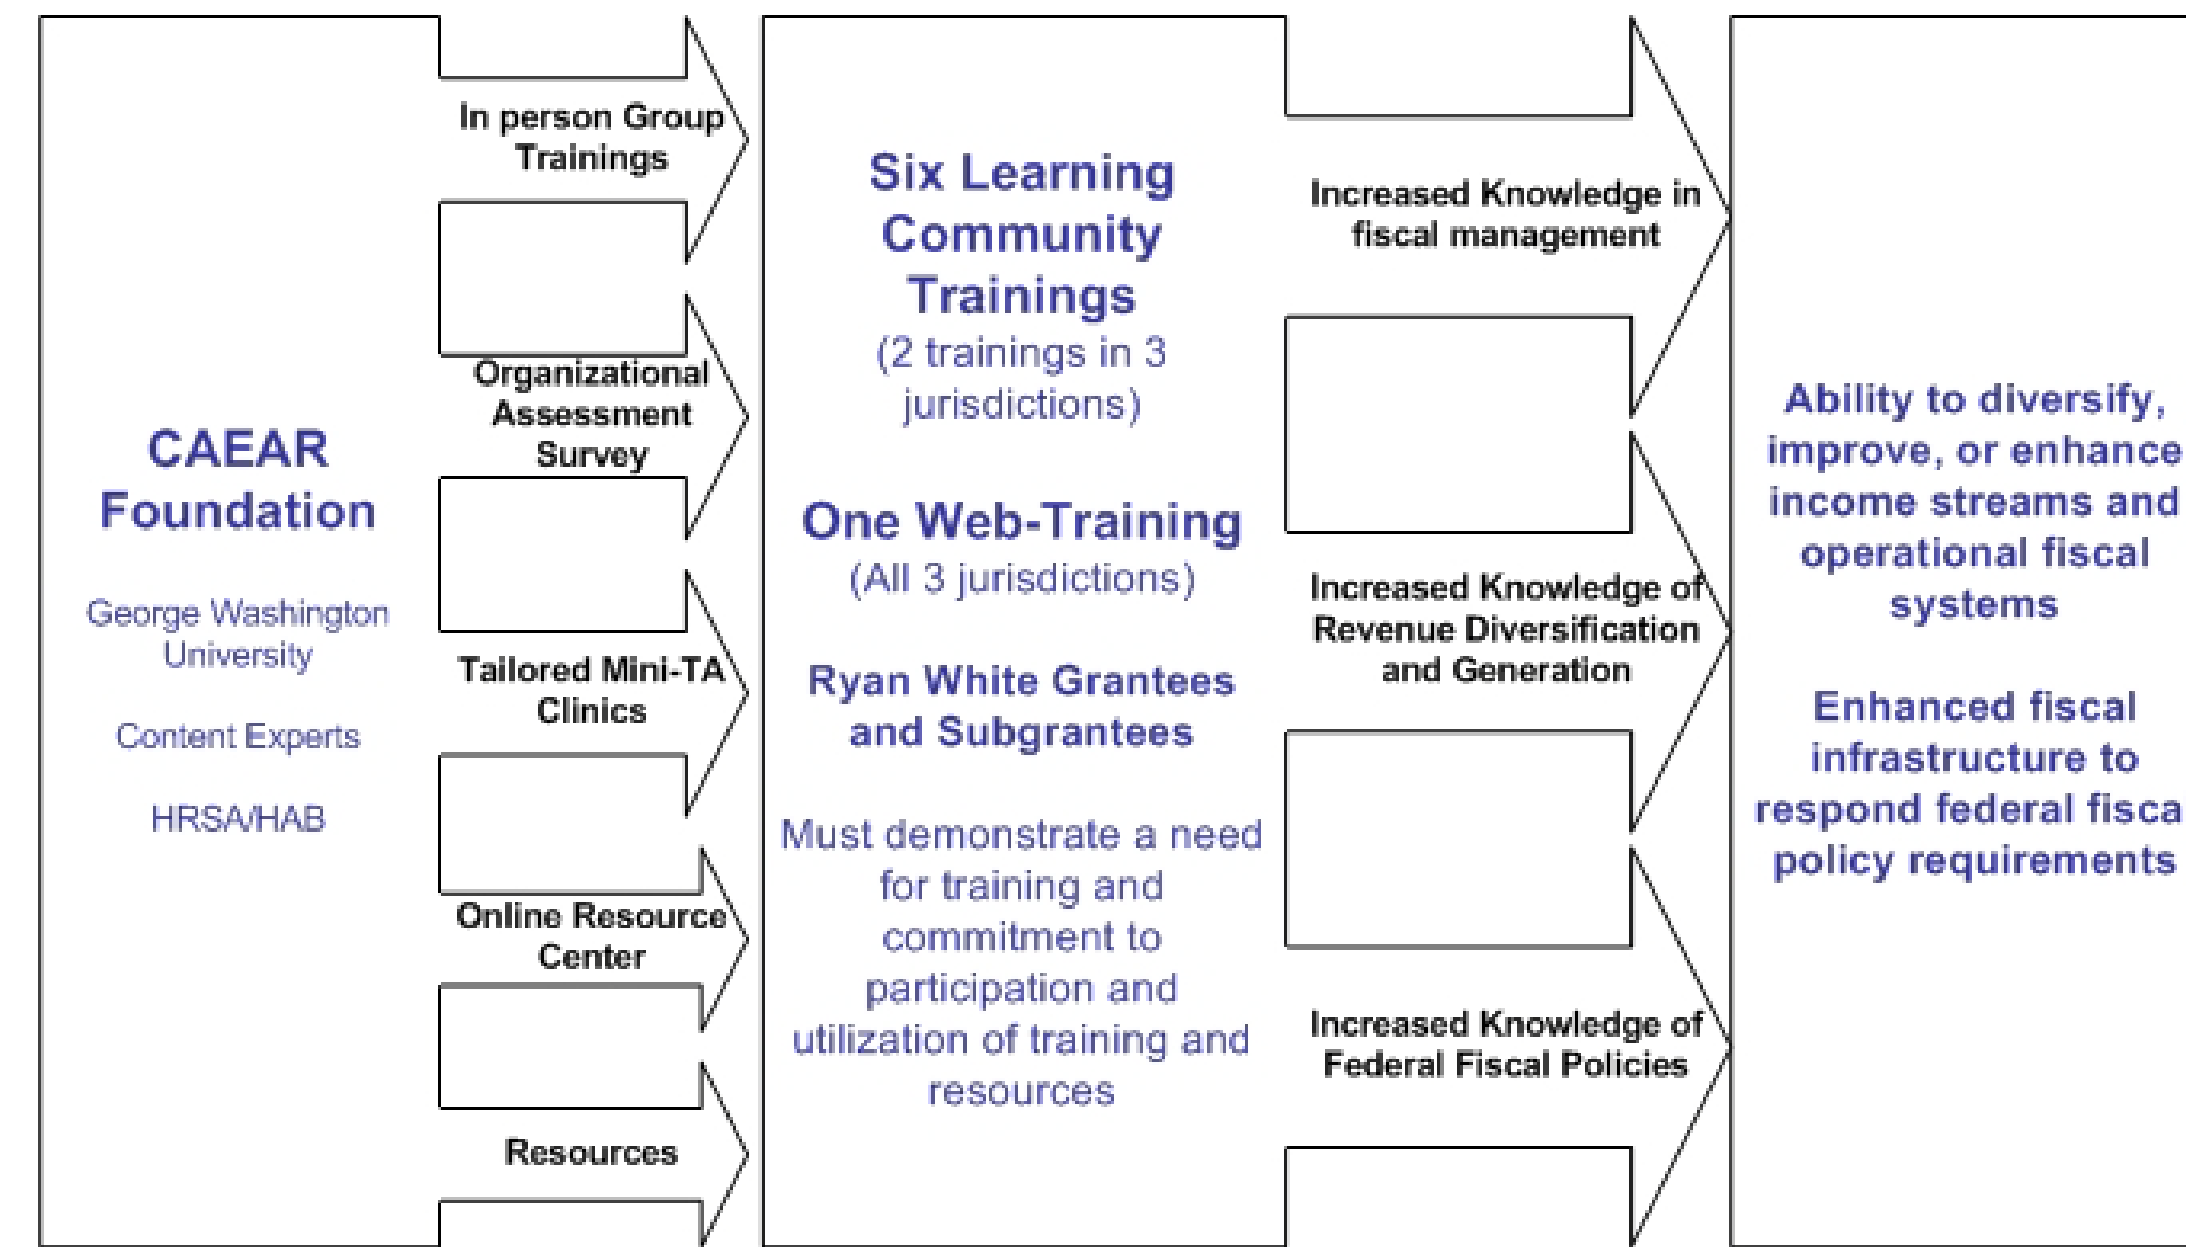 CAEAR
Foundation
George Washington
University
Content Experts
HRSA/HAB
In person Group
Trainings
Organizational
Assessment
Survey
Tailored Mini-TA
Clinics
Online Resource
Center
Resources
Six Learning
Community
Trainings
(2 trainings in 3
jurisdictions)
One Web-Training
(All 3 jurisdictions)
Ryan White Grantees
and Subgrantees
Must demonstrate a need
for training and
commitment to
participation and
utilization of training and
resources
Increased Knowledge in
fiscal management
Increased Knowledge of
Revenue Diversification
and Generation
Increased Knowledge of
Federal Fiscal Policies
Ability to diversify,
improve, or enhance
income streams and
operational fiscal
systems
Enhanced fiscal
infrastructure to
respond federal fiscal
policy requirements